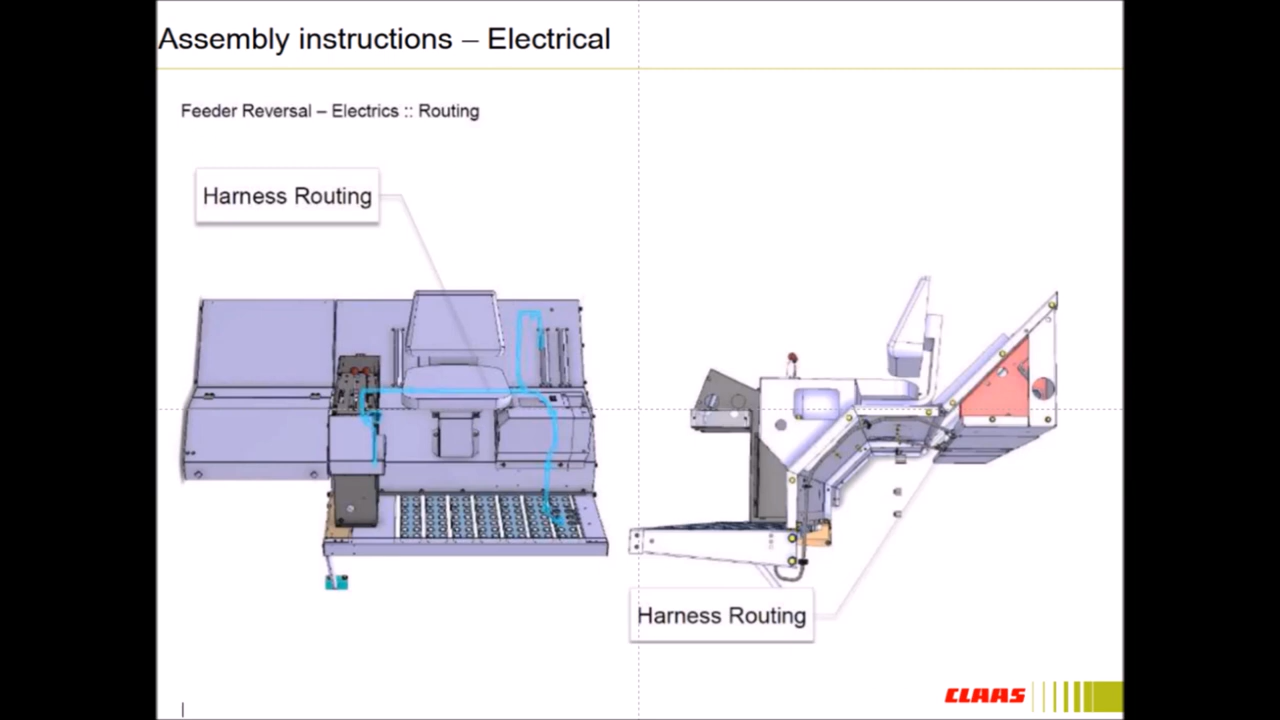 Assembly instructions – Electrical
Feeder Reversal – Electrics :: Routing
Harness Routing
Harness Routing
CLAAS